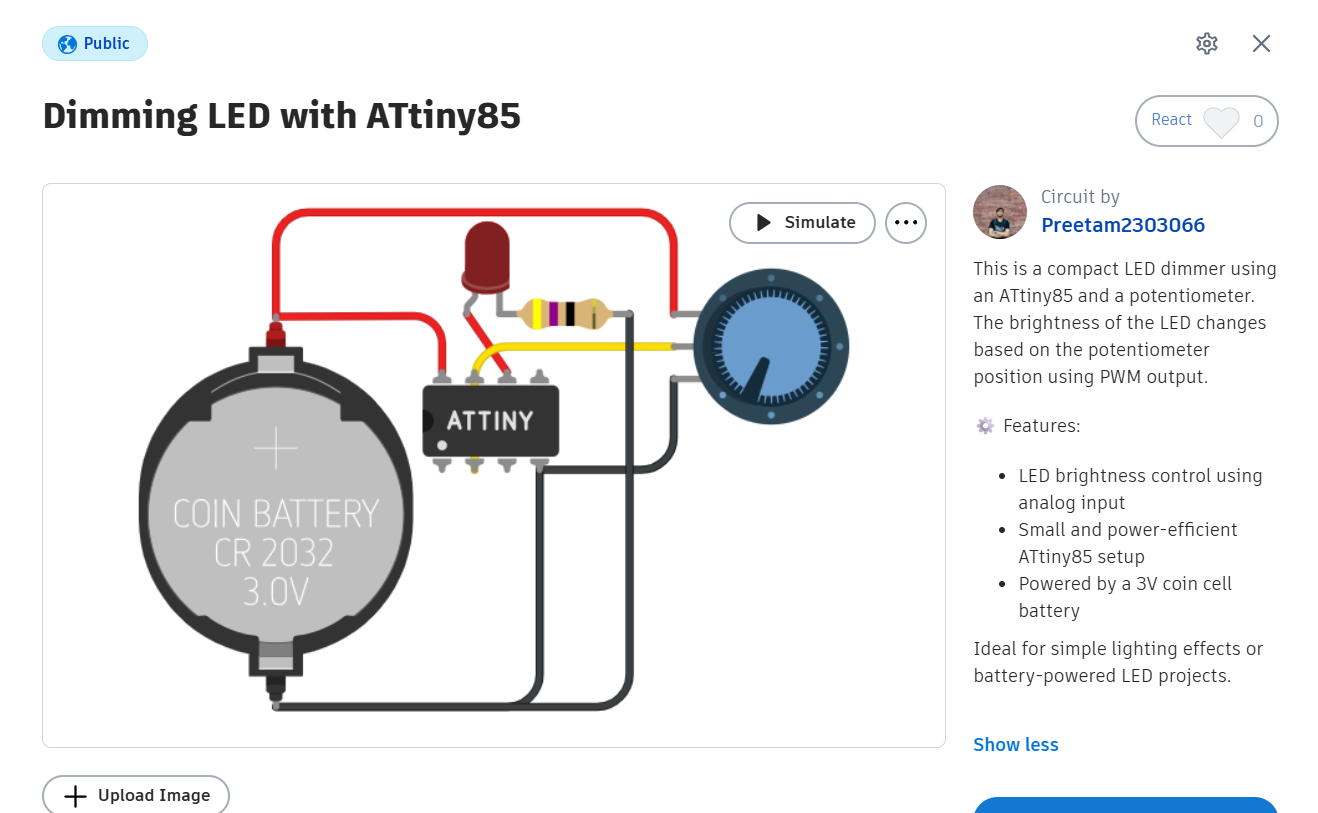 Public
Dimming LED with ATtiny85
React 0
Simulate
Circuit by
Preetam2303066
This is a compact LED dimmer using
an ATtiny85 and a potentiometer.
The brightness of the LED changes
based on the potentiometer
position using PWM output.
Features:
LED brightness control using
analog input
Small and power-efficient
ATtiny85 setup
Powered by a 3V coin cell
battery
Ideal for simple lighting effects or
battery-powered LED projects.
Show less
ATTINY
COIN BATTERY
CR 2032
3.0V
Upload Image